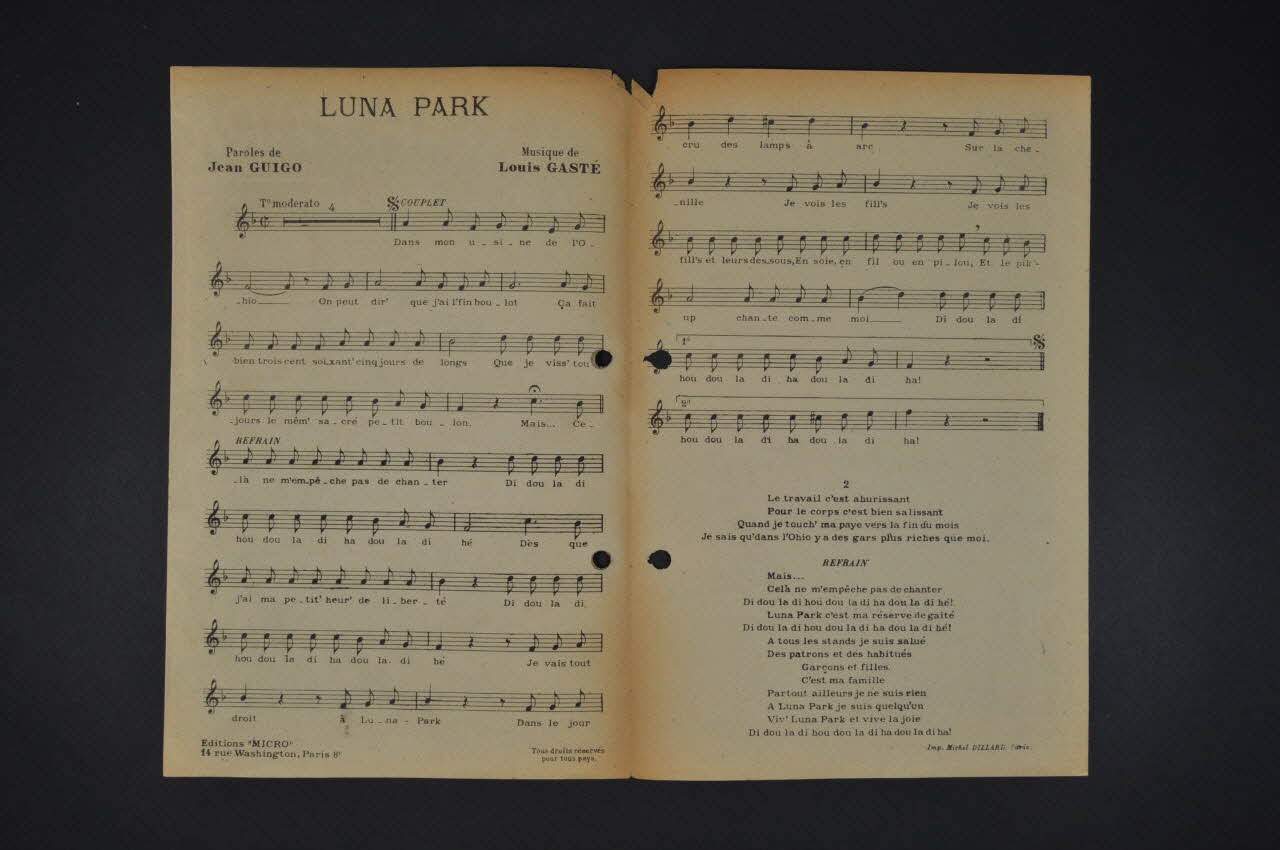 LUNA PARK
Paroles de
Jean GUIGO
Musique de
Louis GASTÉ
Tº moderato 4 COUPLET
Dans mon u - si - ne de l'O -
-hio On peut dir' que j'ai l'fin bou - lot Ça fait
bien trois cent soi_xant' cinq jours de longs Que je viss' tou-
-jours le mêm' sa - cré pe - tit bou - lon. Mais... Ce -
REFRAIN
-là ne m'em_pê - che pas de chan - ter Di dou la di
hou dou la di ha dou la di hé Dès que
j'ai ma pe - tit' heur' de li - ber - té Di dou la di
hou dou la di ha dou la di hé Je vais tout
droit à Lu - na - Park Dans le jour
Editions "MICRO"
14 rue Washington, Paris 8e
Tous droits réservés
pour tous pays.
cru des lamps à arc Sur la che -
-nille Je vois les fill's Je vois les
fill's et leurs des_sous, En soie, en fil ou en pi - lou, Et le pik'-
up chan - te com - me moi Di dou la di
1º
hou dou la di ha dou la di ha!
2º
hou dou la di ha dou la di ha!
2
Le travail c'est ahurissant
Pour le corps c'est bien salissant
Quand je touch' ma paye vers la fin du mois
Je sais qu'dans l'Ohio y a des gars plus riches que moi.
REFRAIN
Mais...
Celà ne m'empêche pas de chanter
Di dou la di hou dou la di ha dou la di hé!
Luna Park c'est ma réserve de gaité
Di dou la di hou dou la di ha dou la di hé!
A tous les stands je suis salué
Des patrons et des habitués
Garçons et filles.
C'est ma famille
Partout ailleurs je ne suis rien
A Luna Park je suis quelqu'un
Viv' Luna Park et vive la joie
Di dou la di hou dou la di ha dou la di ha!
Imp. Michel DILLARD, Paris.